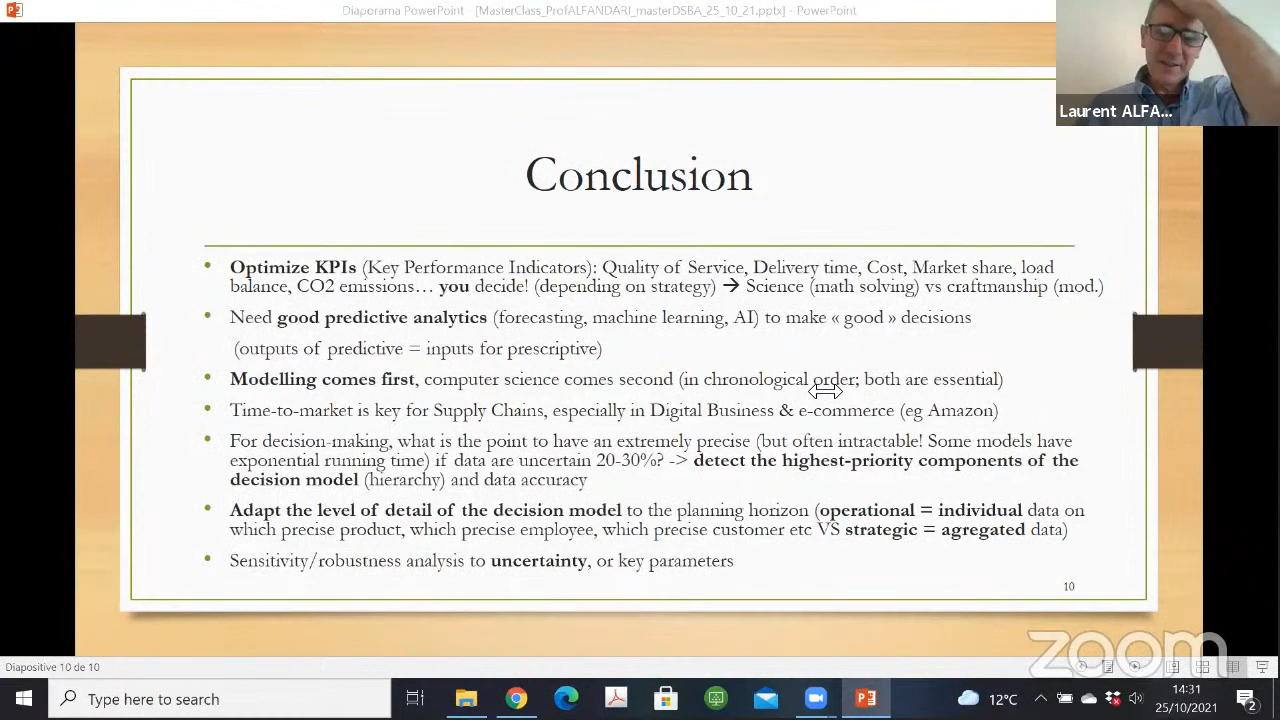 Diaporama PowerPoint - [MasterClass_ProfALFANDARI_masterDSBA_25_10_21.pptx] - PowerPoint
Laurent ALFA...
Conclusion
• Optimize KPIs (Key Performance Indicators): Quality of Service, Delivery time, Cost, Market share, load
balance, CO2 emissions… you decide! (depending on strategy) → Science (math solving) vs craftmanship (mod.)
• Need good predictive analytics (forecasting, machine learning, AI) to make « good » decisions
(outputs of predictive = inputs for prescriptive)
• Modelling comes first, computer science comes second (in chronological order; both are essential)
• Time-to-market is key for Supply Chains, especially in Digital Business & e-commerce (eg Amazon)
• For decision-making, what is the point to have an extremely precise (but often intractable! Some models have
exponential running time) if data are uncertain 20-30%? -> detect the highest-priority components of the
decision model (hierarchy) and data accuracy
• Adapt the level of detail of the decision model to the planning horizon (operational = individual data on
which precise product, which precise employee, which precise customer etc VS strategic = agregated data)
• Sensitivity/robustness analysis to uncertainty, or key parameters
10
zoom
Diapositive 10 de 10
Type here to search
12°C
14:31
25/10/2021
2